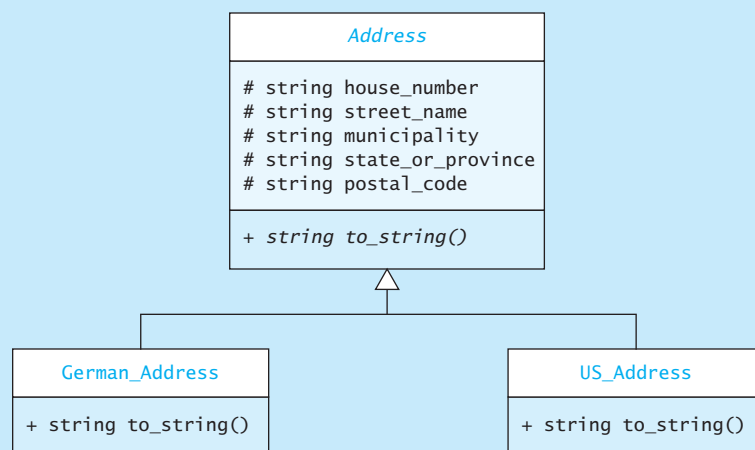 Address
# string house_number
# string street_name
# string municipality
# string state_or_province
# string postal_code
+ string to_string()
German_Address
+ string to_string()
US_Address
+ string to_string()